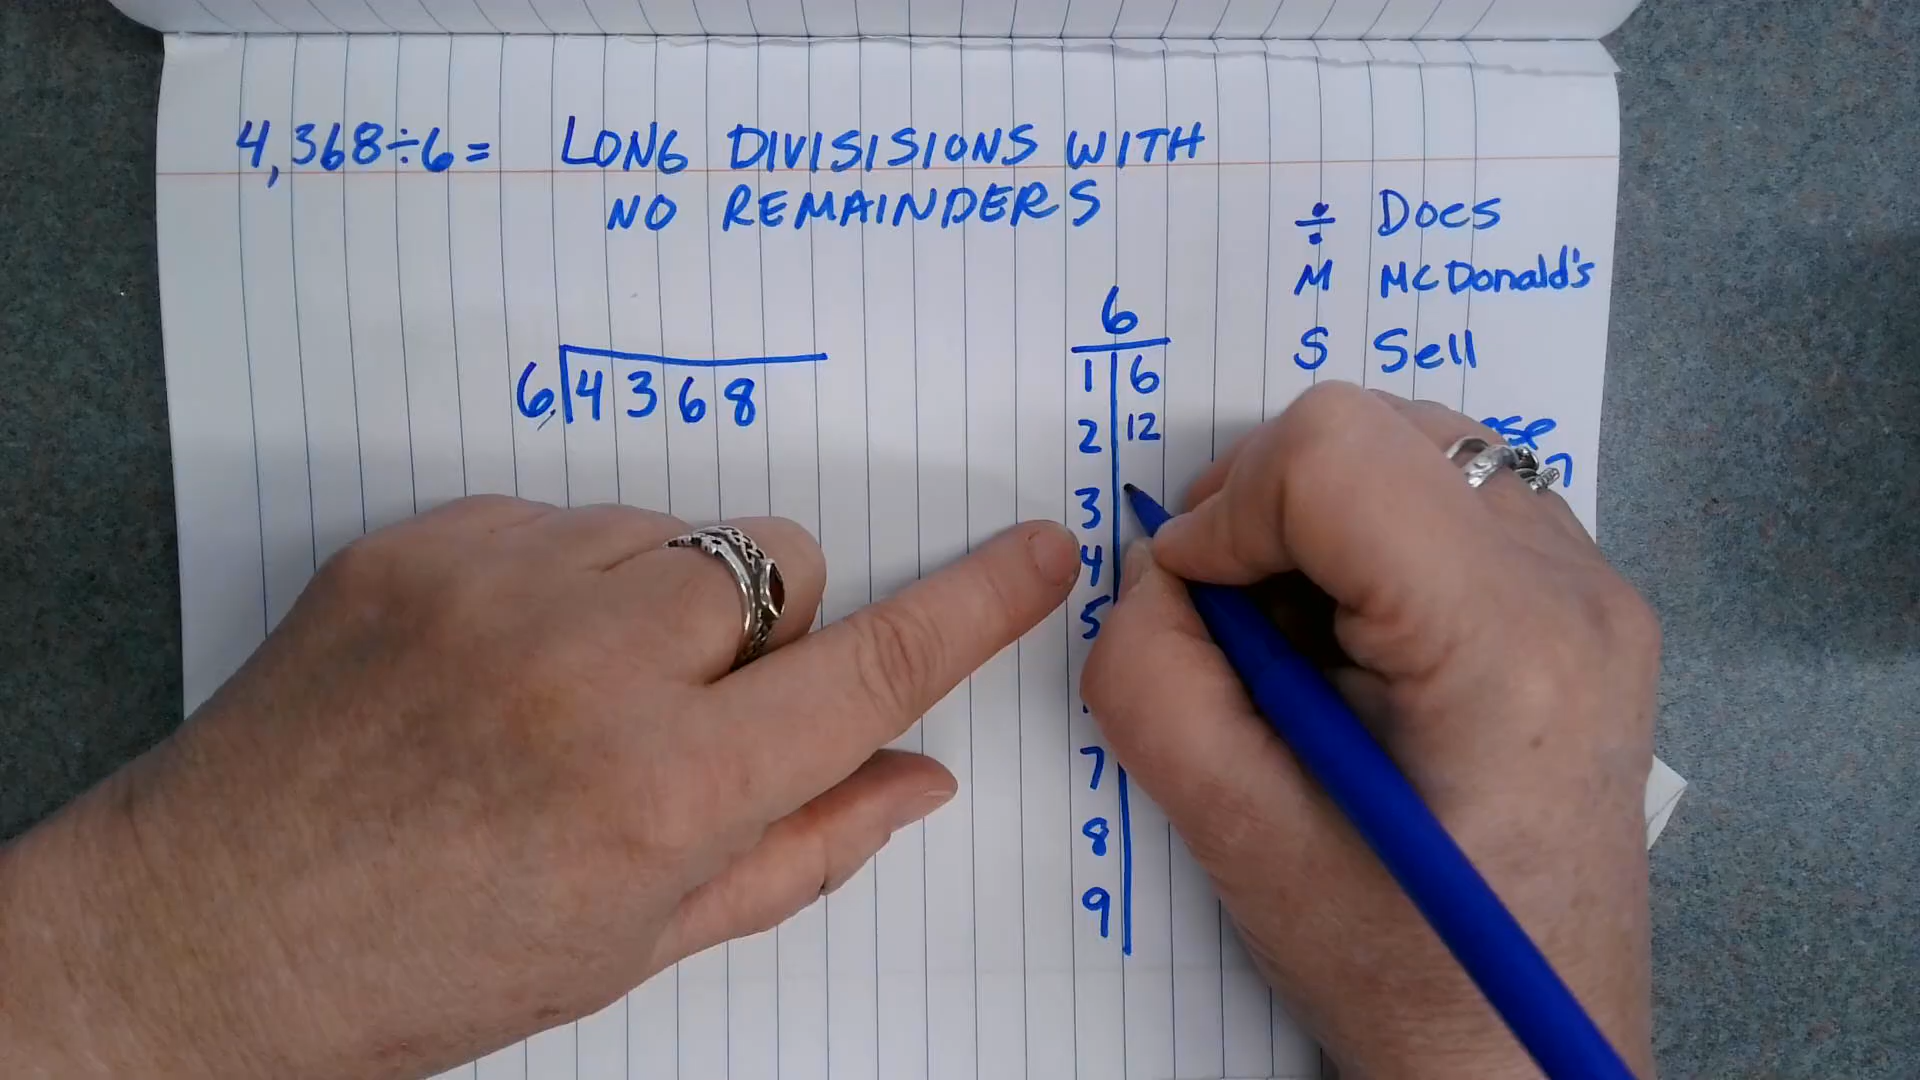 4,368÷6= LONG DIVISISIONS WITH
NO REMAINDERS
÷ Does
M McDonald's
S Sell
6
6 4368
1 6
2 12
3
4
5
7
8
9